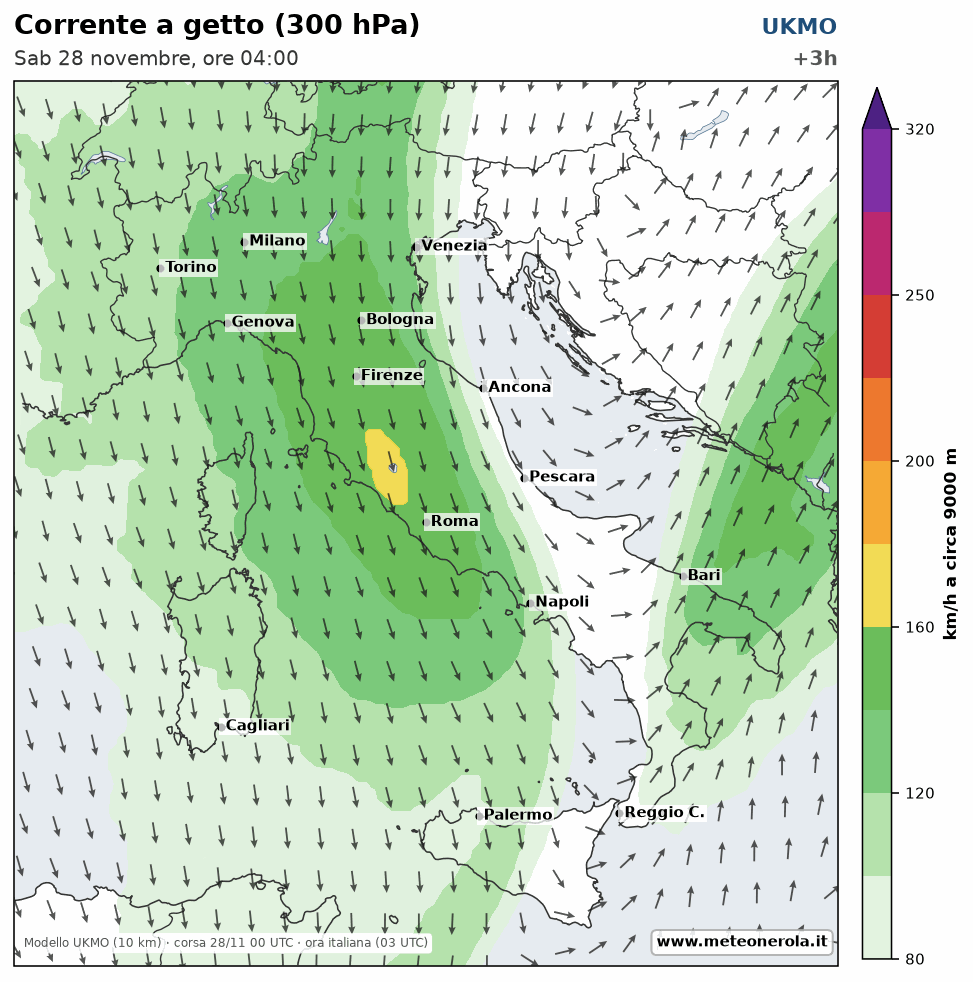 Corrente a getto (300 hPa)
UKMO
Sab 28 novembre, ore 04:00
+3h
Milano
Venezia
Torino
Genova
Bologna
Firenze
Ancona
Pescara
Roma
Bari
Napoli
Cagliari
Palermo
Reggio C.
320
250
200
160
120
80
km/h a circa 9000 m
Modello UKMO (10 km) · corsa 28/11 00 UTC · ora italiana (03 UTC)
www.meteonerola.it